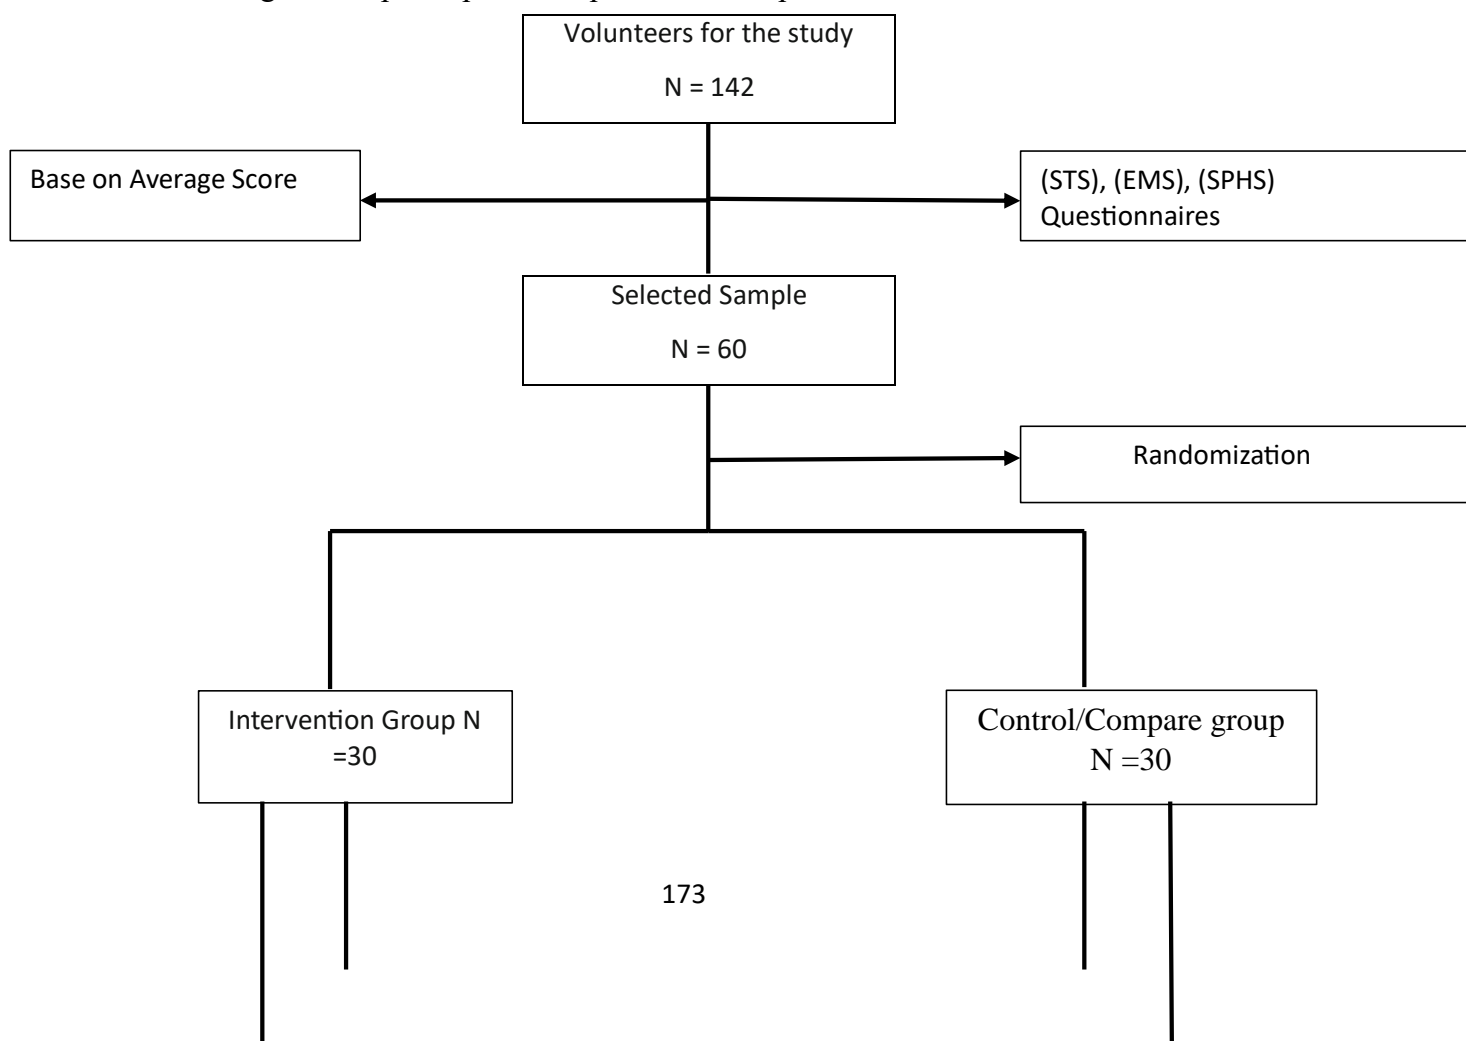 Volunteers for the study
N = 142
Base on Average Score
(STS), (EMS), (SPHS)
Questionnaires
Selected Sample
N = 60
Randomization
Intervention Group N
=30
Control/Compare group
N =30
173